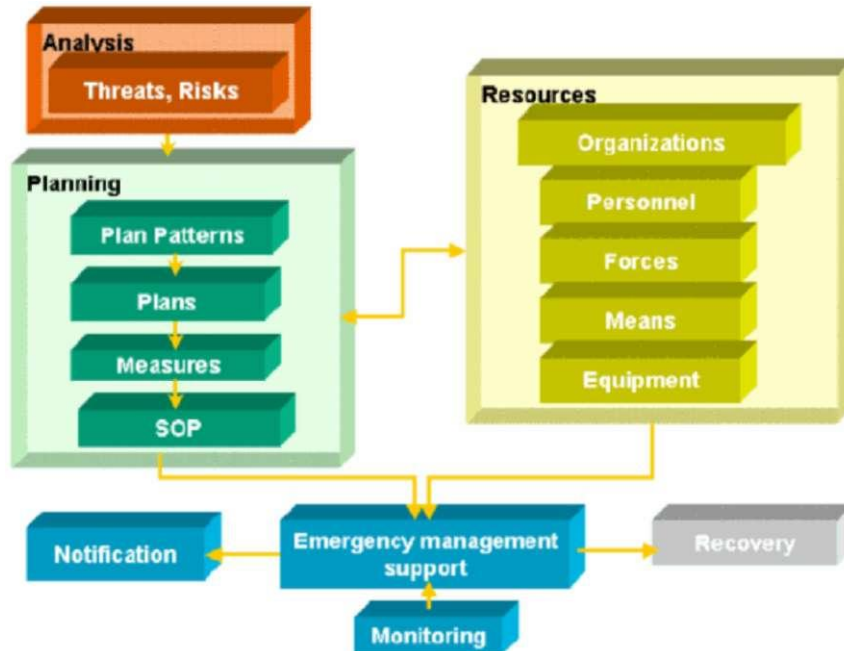 Analysis
Threats, Risks
Planning
Plan Patterns
Plans
Measures
SOP
Resources
Organizations
Personnel
Forces
Means
Equipment
Notification
Emergency management
support
Recovery
Monitoring